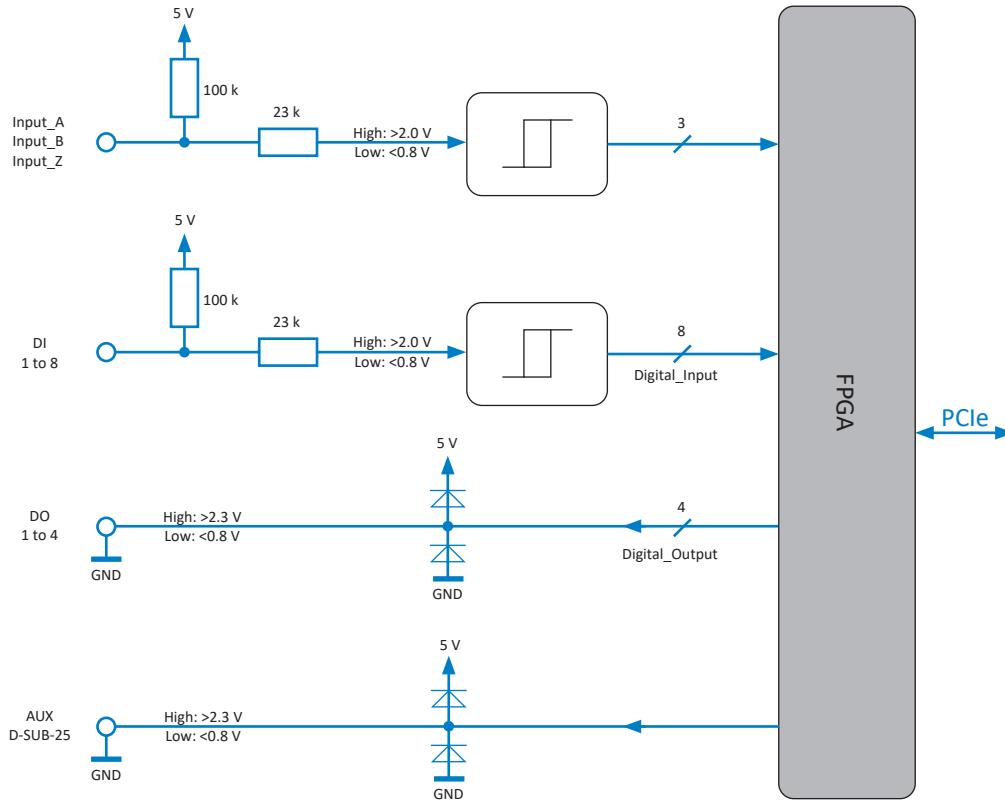 5 V
100 k
23 k
Input_A
Input_B
Input_Z
High: >2.0 V
Low: <0.8 V
3
5 V
100 k
23 k
DI
1 to 8
High: >2.0 V
Low: <0.8 V
8
Digital_Input
FPGA
PCIe
5 V
DO
1 to 4
High: >2.3 V
Low: <0.8 V
4
Digital_Output
GND
GND
5 V
AUX
D-SUB-25
High: >2.3 V
Low: <0.8 V
GND
GND